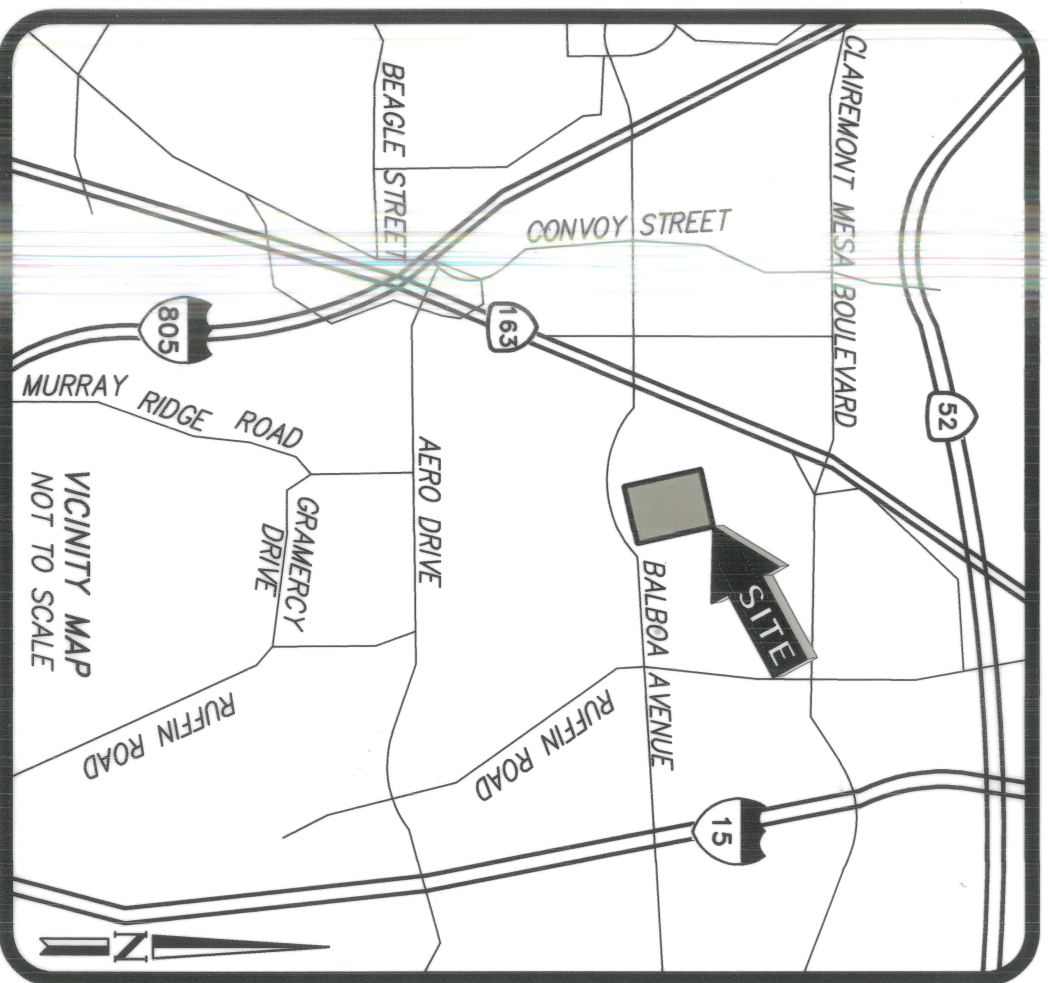 CLAIREMONT MESA BOULEVARD
52
BEAGLE STREET
CONVOY STREET
163
805
MURRAY RIDGE ROAD
AERO DRIVE
GRAMERCY
DRIVE
SITE
BALBOA AVENUE
RUFFIN ROAD
RUFFIN ROAD
15
VICINITY MAP
NOT TO SCALE
N